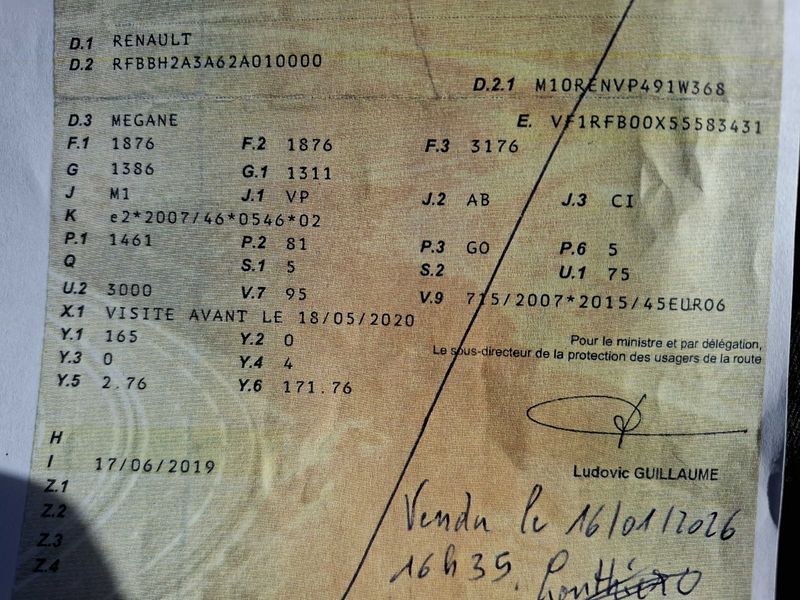 D.1 RENAULT
D.2 RFBBH2A3A62A010000
D.2.1 M10RENVP491W368
D.3 MEGANE
E. VF1RFB00X55583431
F.1 1876 F.2 1876 F.3 3176
G 1386 G.1 1311
J M1 J.1 VP J.2 AB J.3 CI
K e2*2007/46*0546*02
P.1 1461 P.2 81 P.3 GO P.6 5
Q S.1 5 S.2 U.1 75
U.2 3000 V.7 95 V.9 715/2007*2015/45EURO6
X.1 VISITE AVANT LE 18/05/2020
Y.1 165 Y.2 0
Pour le ministre et par délégation,
Le sous-directeur de la protection des usagers de la route
Y.3 0 Y.4 4
Y.5 2.76 Y.6 171.76
H
I 17/06/2019
Ludovic GUILLAUME
Z.1
Z.2
Z.3
Z.4
Vendu le 16/01/2026
16h35.